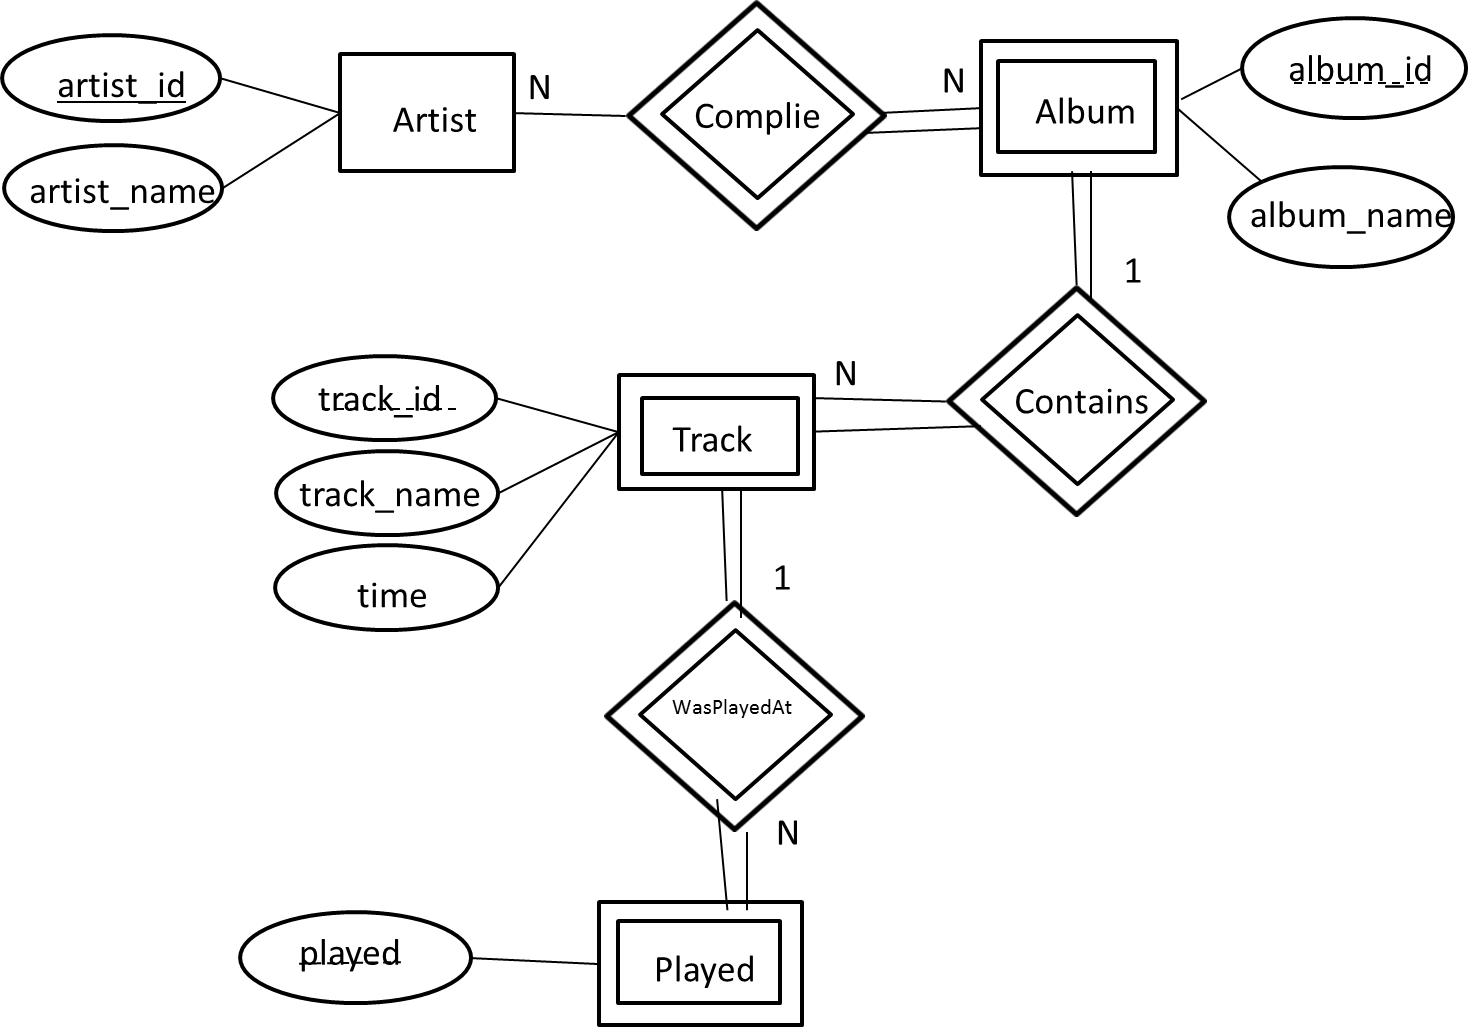 artist_id
artist_name
Artist
N
Complie
N
Album
album_id
album_name
1
Contains
N
track_id
track_name
time
Track
1
WasPlayedAt
N
played
Played